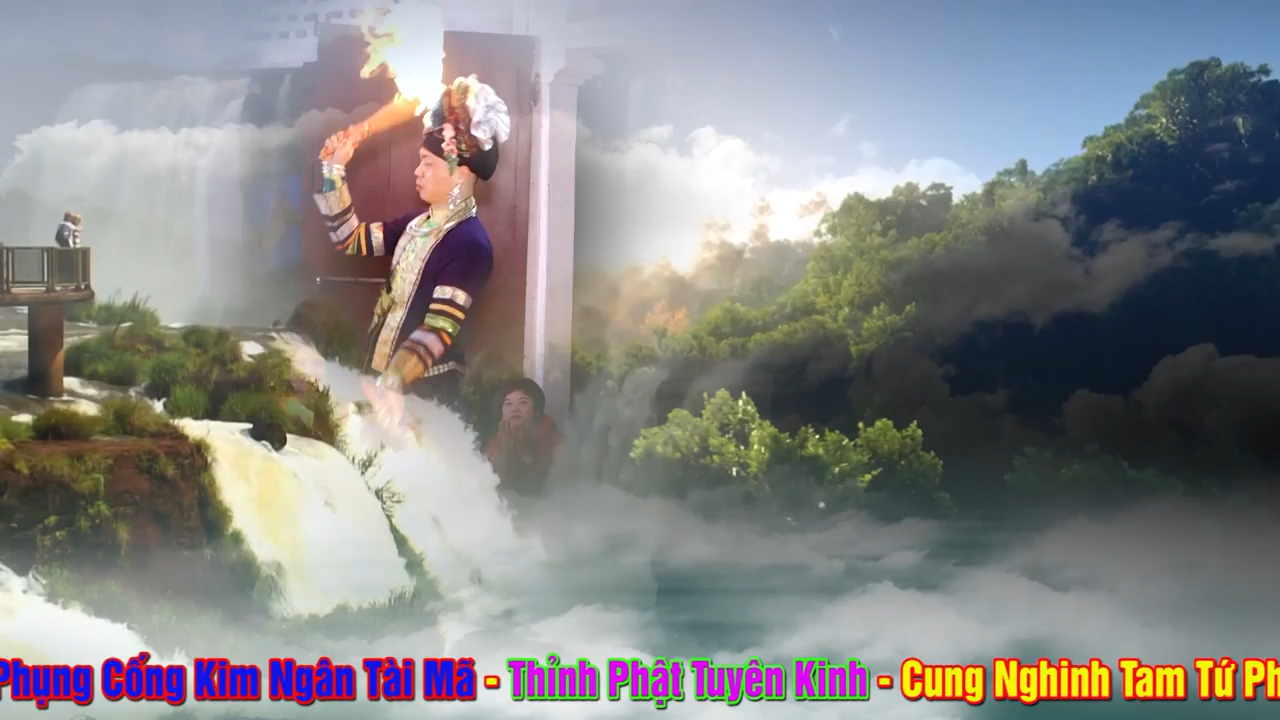 Phụng Cống Kim Ngân Tài Mã - Thỉnh Phật Tuyên Kinh - Cung Nghinh Tam Tứ Ph